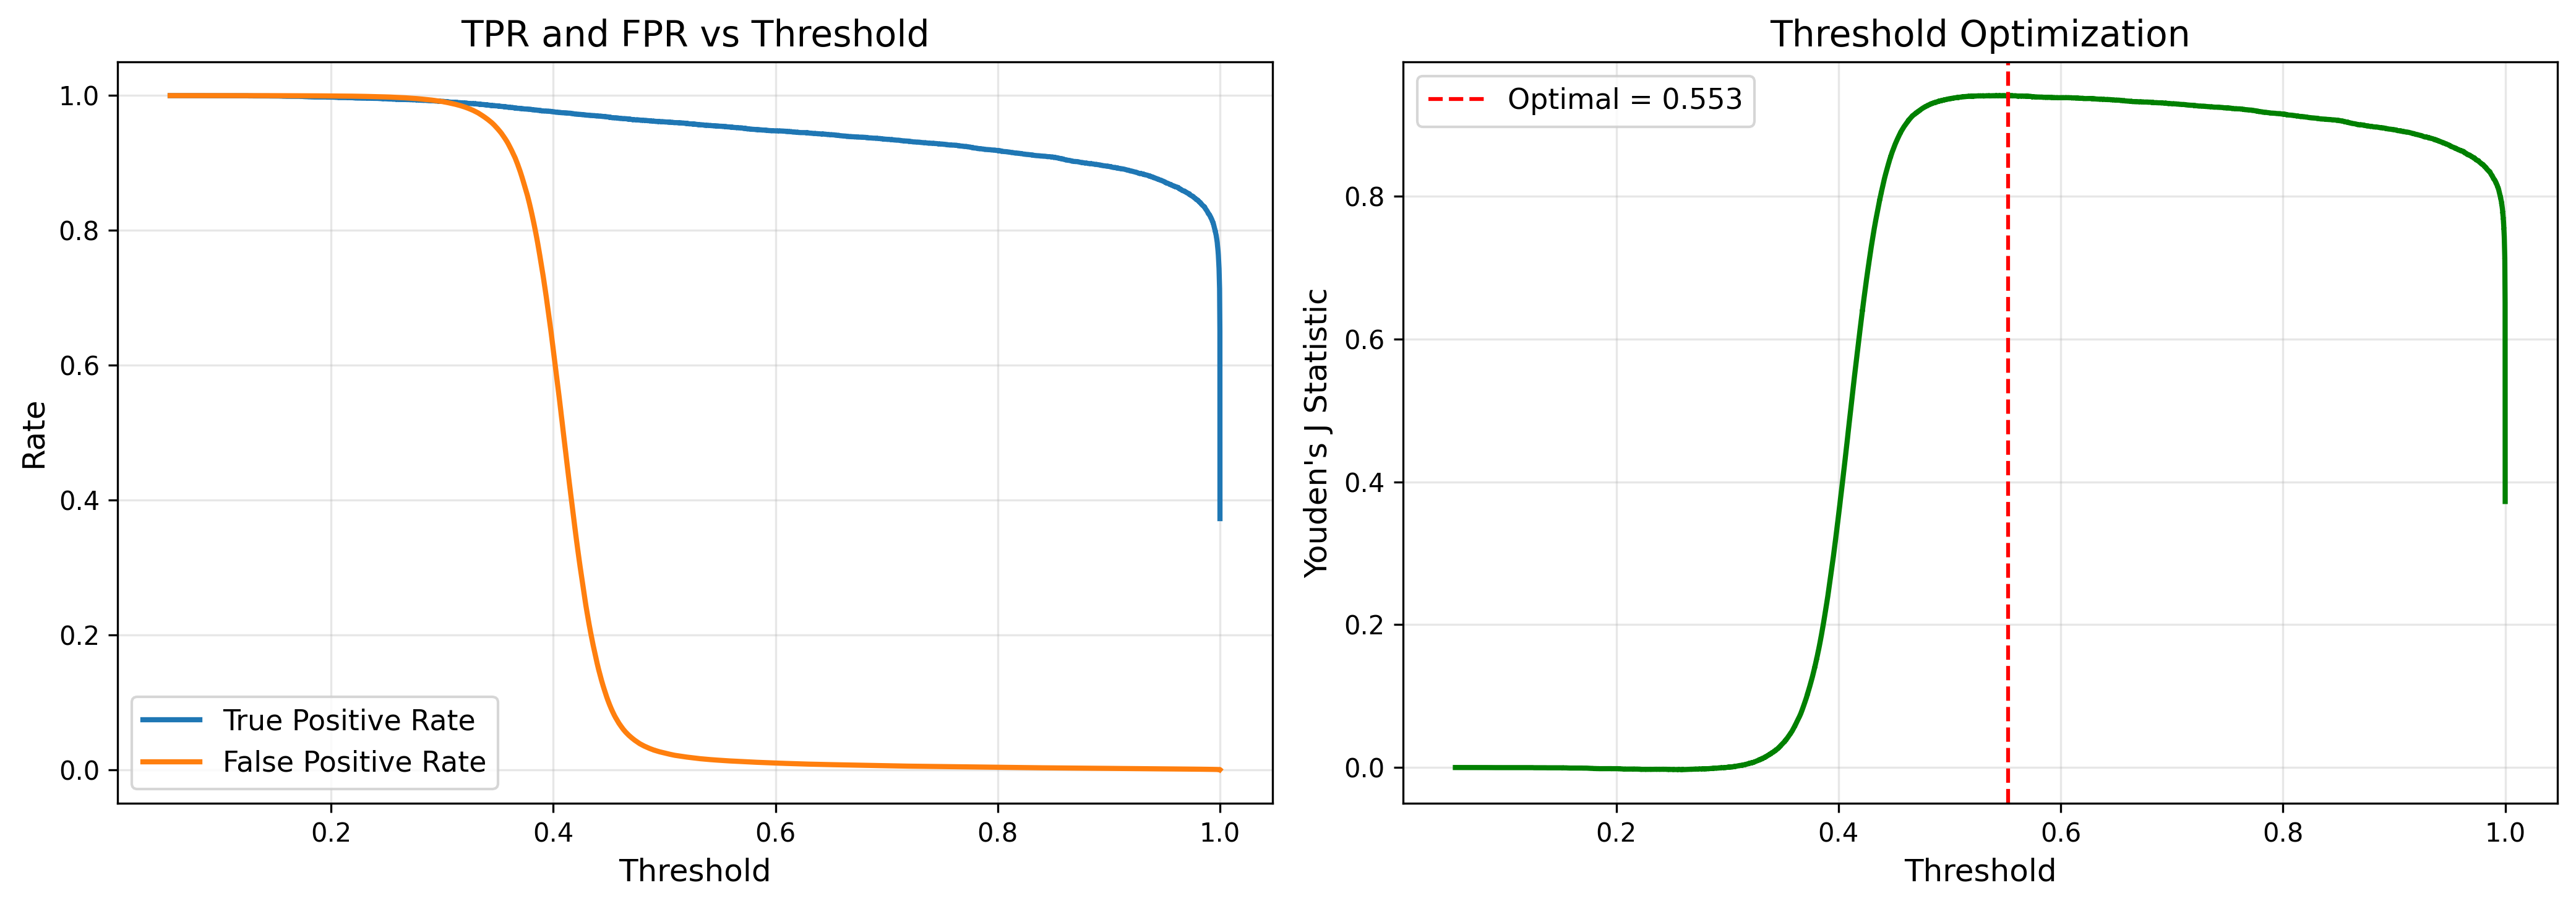 TPR and FPR vs Threshold
Rate
1.0
0.8
0.6
0.4
0.2
0.0
True Positive Rate
False Positive Rate
0.2 0.4 0.6 0.8 1.0
Threshold
Threshold Optimization
Youden's J Statistic
Optimal = 0.553
0.8
0.6
0.4
0.2
0.0
0.2 0.4 0.6 0.8 1.0
Threshold